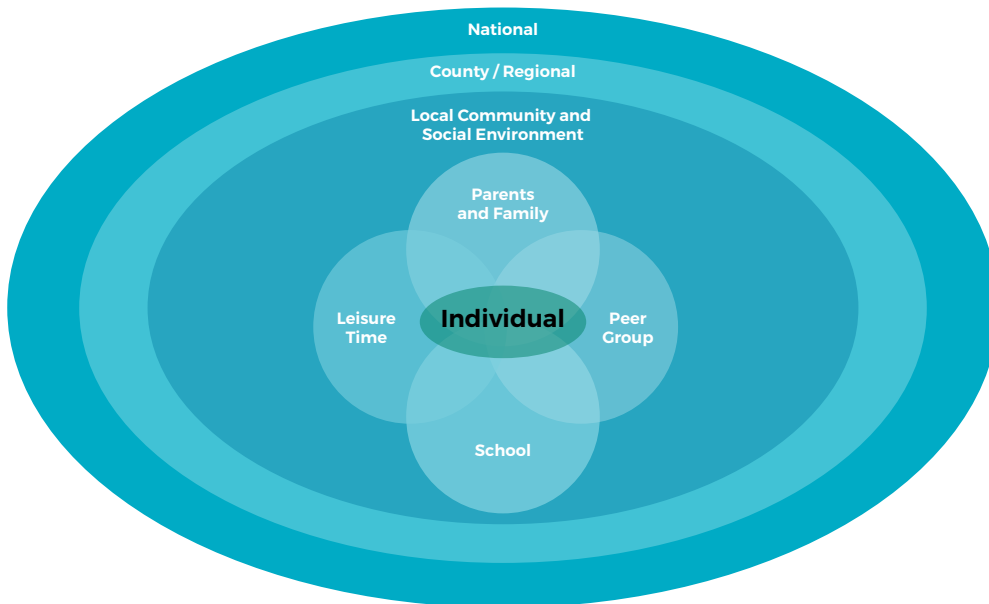 National
County / Regional
Local Community and
Social Environment
Parents
and Family
Leisure
Time
Individual
Peer
Group
School